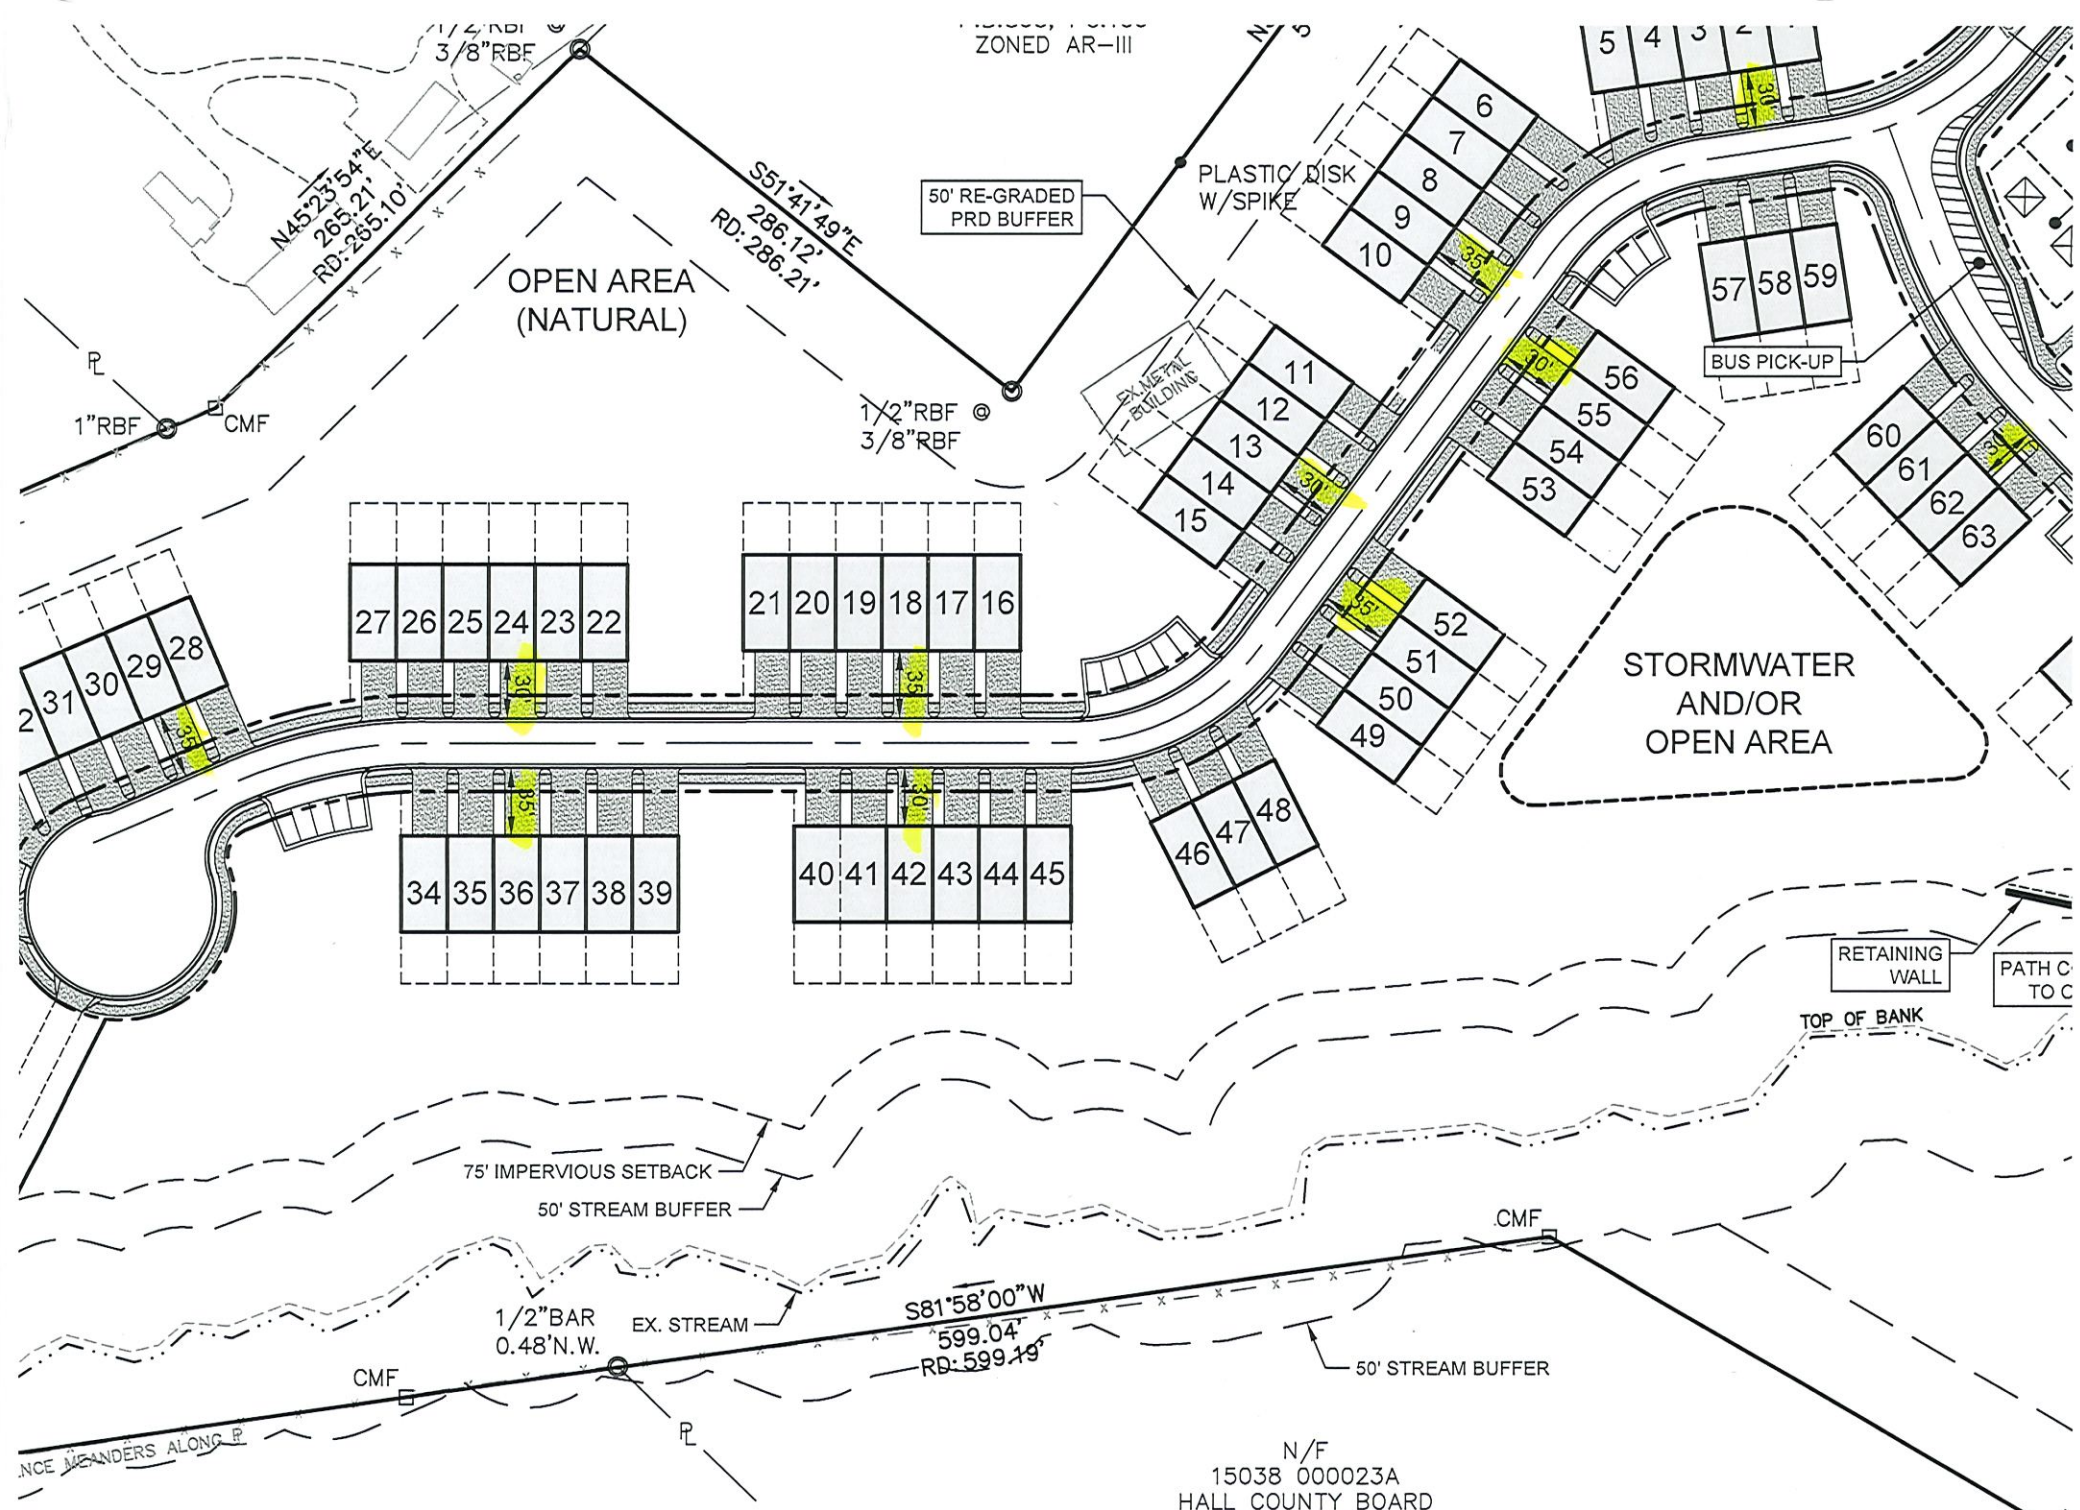 3/8"RBF
ZONED AR-III
N45°23'54"E
265.21'
RD: 265.10'
S51°41'49"E
286.12'
RD: 286.21'
50' RE-GRADED
PRD BUFFER
PLASTIC DISK
W/SPIKE
OPEN AREA
(NATURAL)
1"RBF
CMF
1/2"RBF @
3/8"RBF
EX. METAL
BUILDING
BUS PICK-UP
5 4 3 2
30'
6
7
8
9
10
35'
11
12
13
14
15
30'
57 58 59
56
55
54
53
30'
60
61
62
63
52
51
50
49
35'
27 26 25 24 23 22
30'
21 20 19 18 17 16
35'
31 30 29 28
35'
34 35 36 37 38 39
35'
40 41 42 43 44 45
30'
46 47 48
STORMWATER
AND/OR
OPEN AREA
RETAINING
WALL
PATH
TO
TOP OF BANK
75' IMPERVIOUS SETBACK
50' STREAM BUFFER
CMF
1/2"BAR
0.48'N.W.
EX. STREAM
S81°58'00"W
599.04'
RD: 599.19'
CMF
50' STREAM BUFFER
MEANDERS ALONG
N/F
15038 000023A
HALL COUNTY BOARD